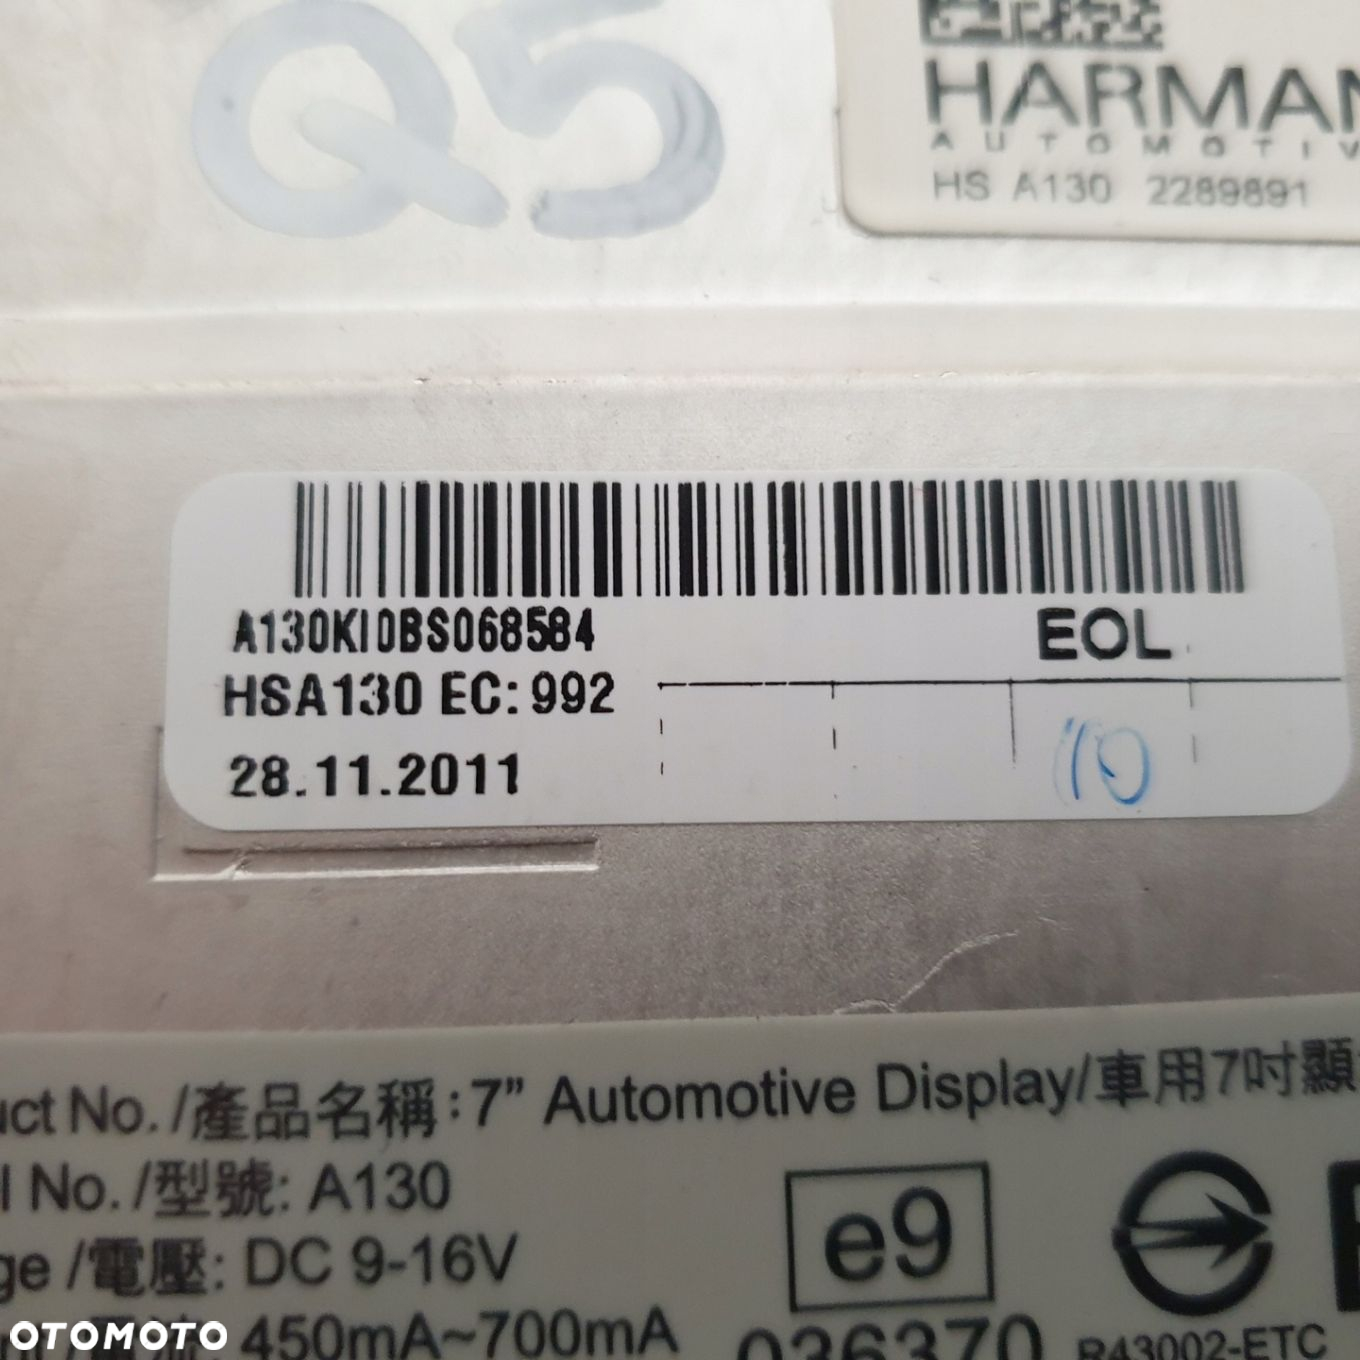 Q5
HARMAN
AUTOMOTIV
HS A130 2289891
A130KI0BS068584
EOL
HSA130 EC: 992
28.11.2011
10
uct No./產品名稱:7" Automotive Display/車用7吋顯
l No./型號: A130
ge/電壓: DC 9-16V
e9
450mA~700mA
036370
R43002-ETC
OTOMOTO